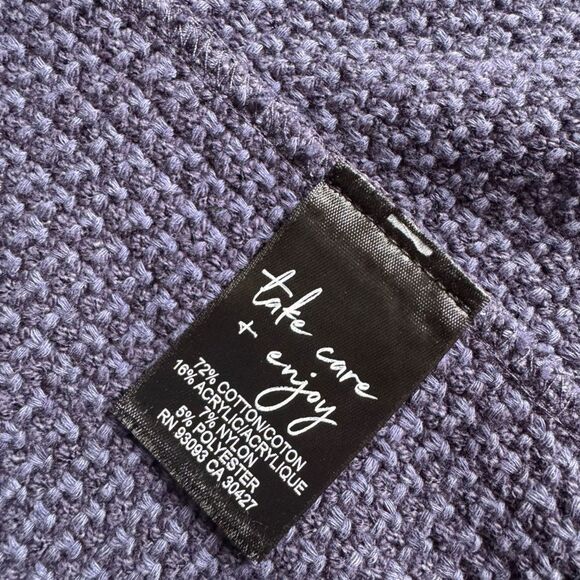 take care
+ enjoy
72% COTTON/COTON
16% ACRYLIC/ACRYLIQUE
7% NYLON
5% POLYESTER
RN 93093 CA 30427